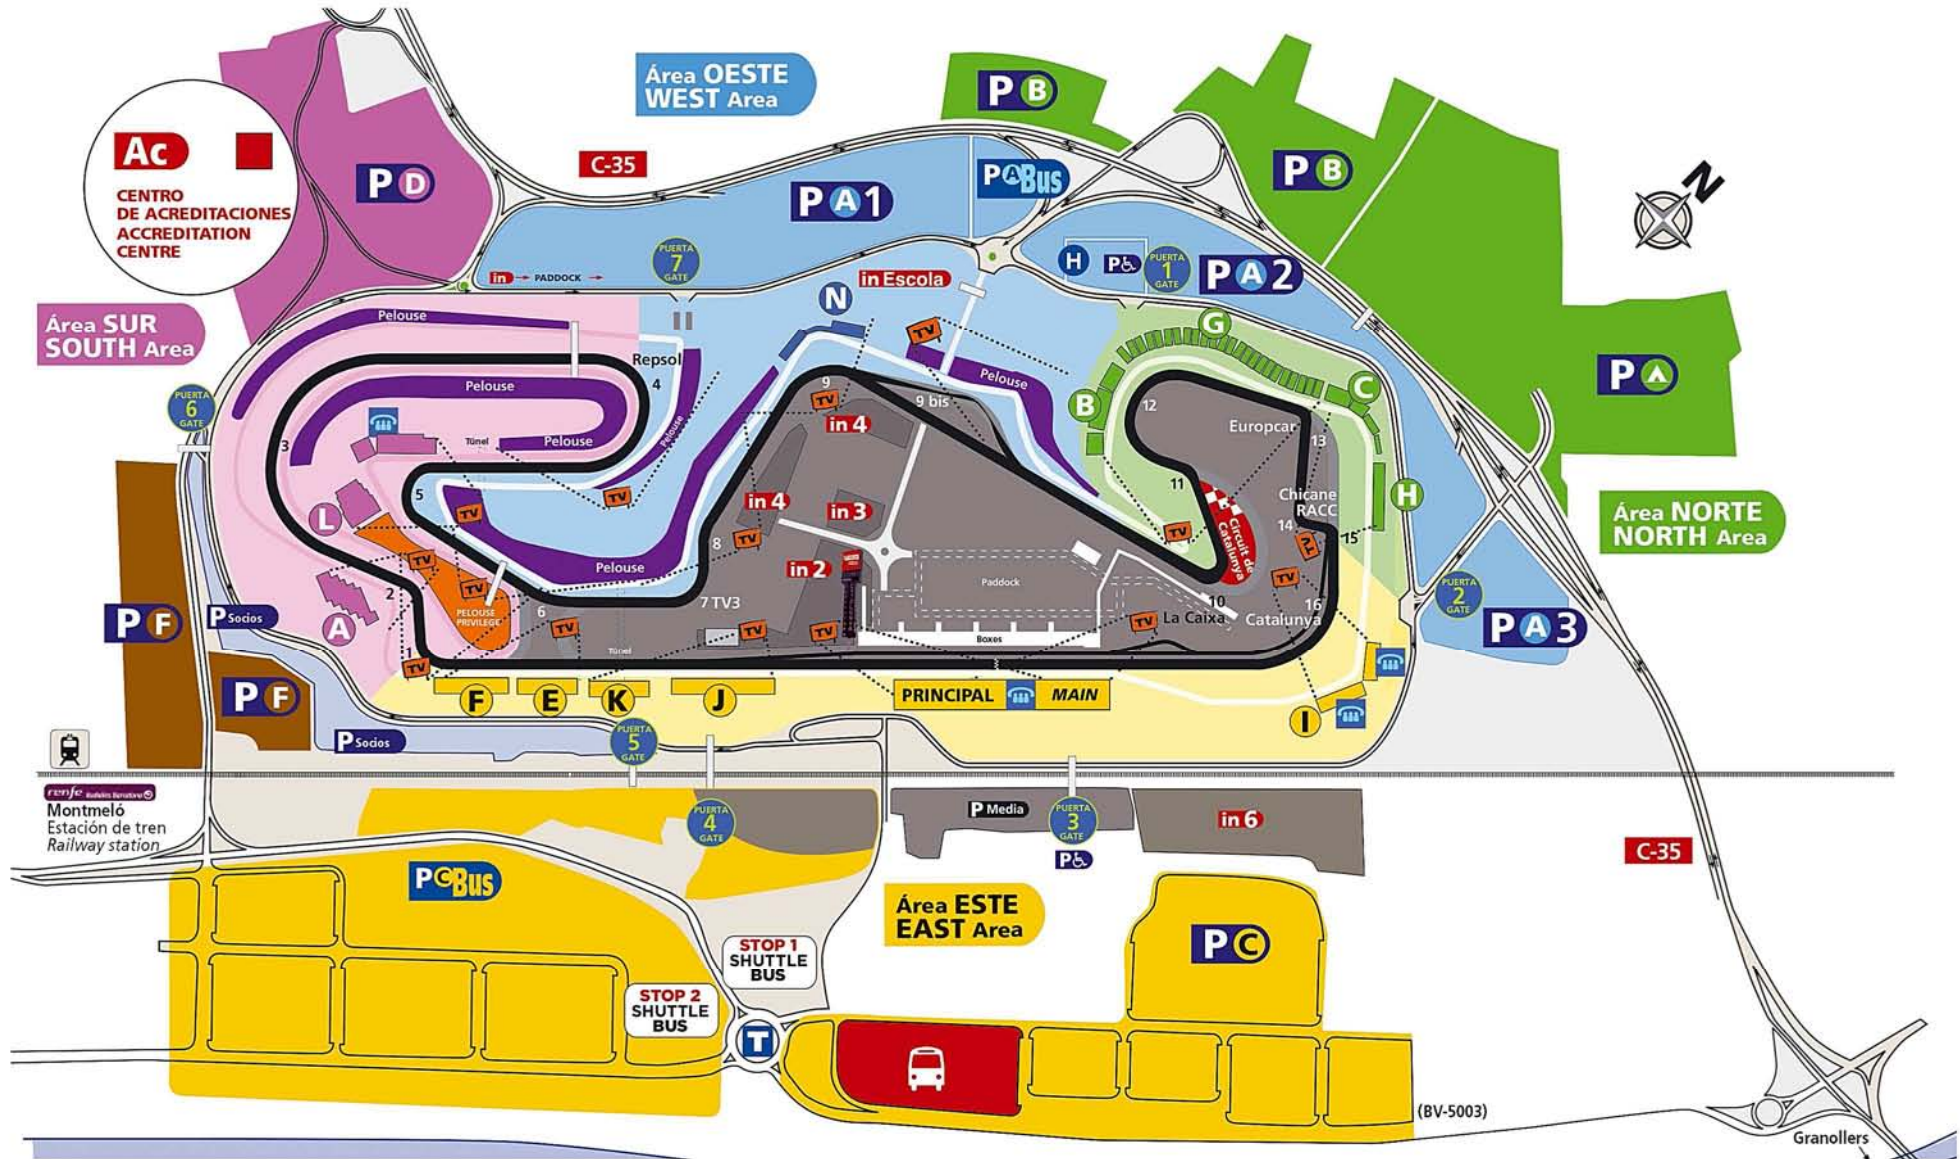 Área OESTE
WEST Area
P B
P B
Ac
CENTRO
DE ACREDITACIONES
ACCREDITATION
CENTRE
P D
C-35
P A 1
P A Bus
N
in
PADDOCK
PUERTA
7
GATE
in Escola
H
P
PUERTA
1
GATE
P A 2
Área SUR
SOUTH Area
Pelouse
N
TV
G
Repsol
4
Pelouse
Pelouse
9
TV
9 bis
Pelouse
B
C
12
P
PUERTA
6
GATE
3
Túnel
Pelouse
Pelouse
in 4
Europcar
13
5
TV
TV
in 4
in 3
11
Chicane
RACC
H
L
8
TV
TV
Circuit de
Catalunya
14
TV
15
Área NORTE
NORTH Area
TV
Pelouse
in 2
Paddock
TV
2
TV
PELOUSE
PRIVILEGE
6
7 TV3
10
16
PUERTA
2
GATE
P F
P Socios
A
TV
TV
TV
TV
La Caixa
Catalunya
P A 3
1
TV
Túnel
Boxes
P F
F
E
K
J
PRINCIPAL
MAIN
I
P Socios
PUERTA
5
GATE
renfe
Montmeló
Estación de tren
Railway station
PUERTA
4
GATE
P Media
PUERTA
3
GATE
P
in 6
C-35
P C Bus
Área ESTE
EAST Area
P C
STOP 1
SHUTTLE
BUS
STOP 2
SHUTTLE
BUS
T
(BV-5003)
Granollers